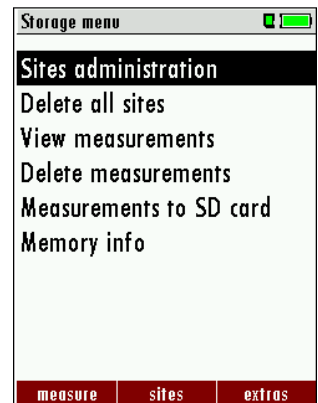 Storage menu
Sites administration
Delete all sites
View measurements
Delete measurements
Measurements to SD card
Memory info
measure sites extras